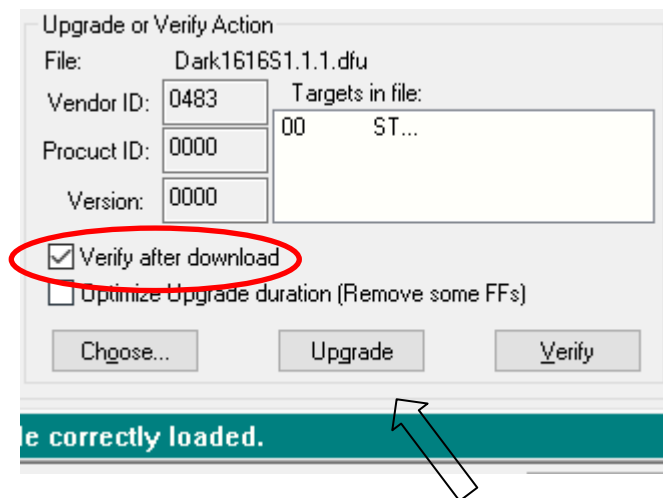 Upgrade or Verify Action
File: Dark1616S1.1.1.dfu
Vendor ID: 0483 Targets in file:
00 ST...
Procuct ID: 0000
Version: 0000
Verify after download
Optimize Upgrade duration (Remove some FFs)
Choose... Upgrade Verify
le correctly loaded.